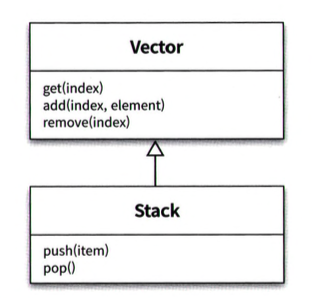 Vector
get(index)
add(index, element)
remove(index)
Stack
push(item)
pop()